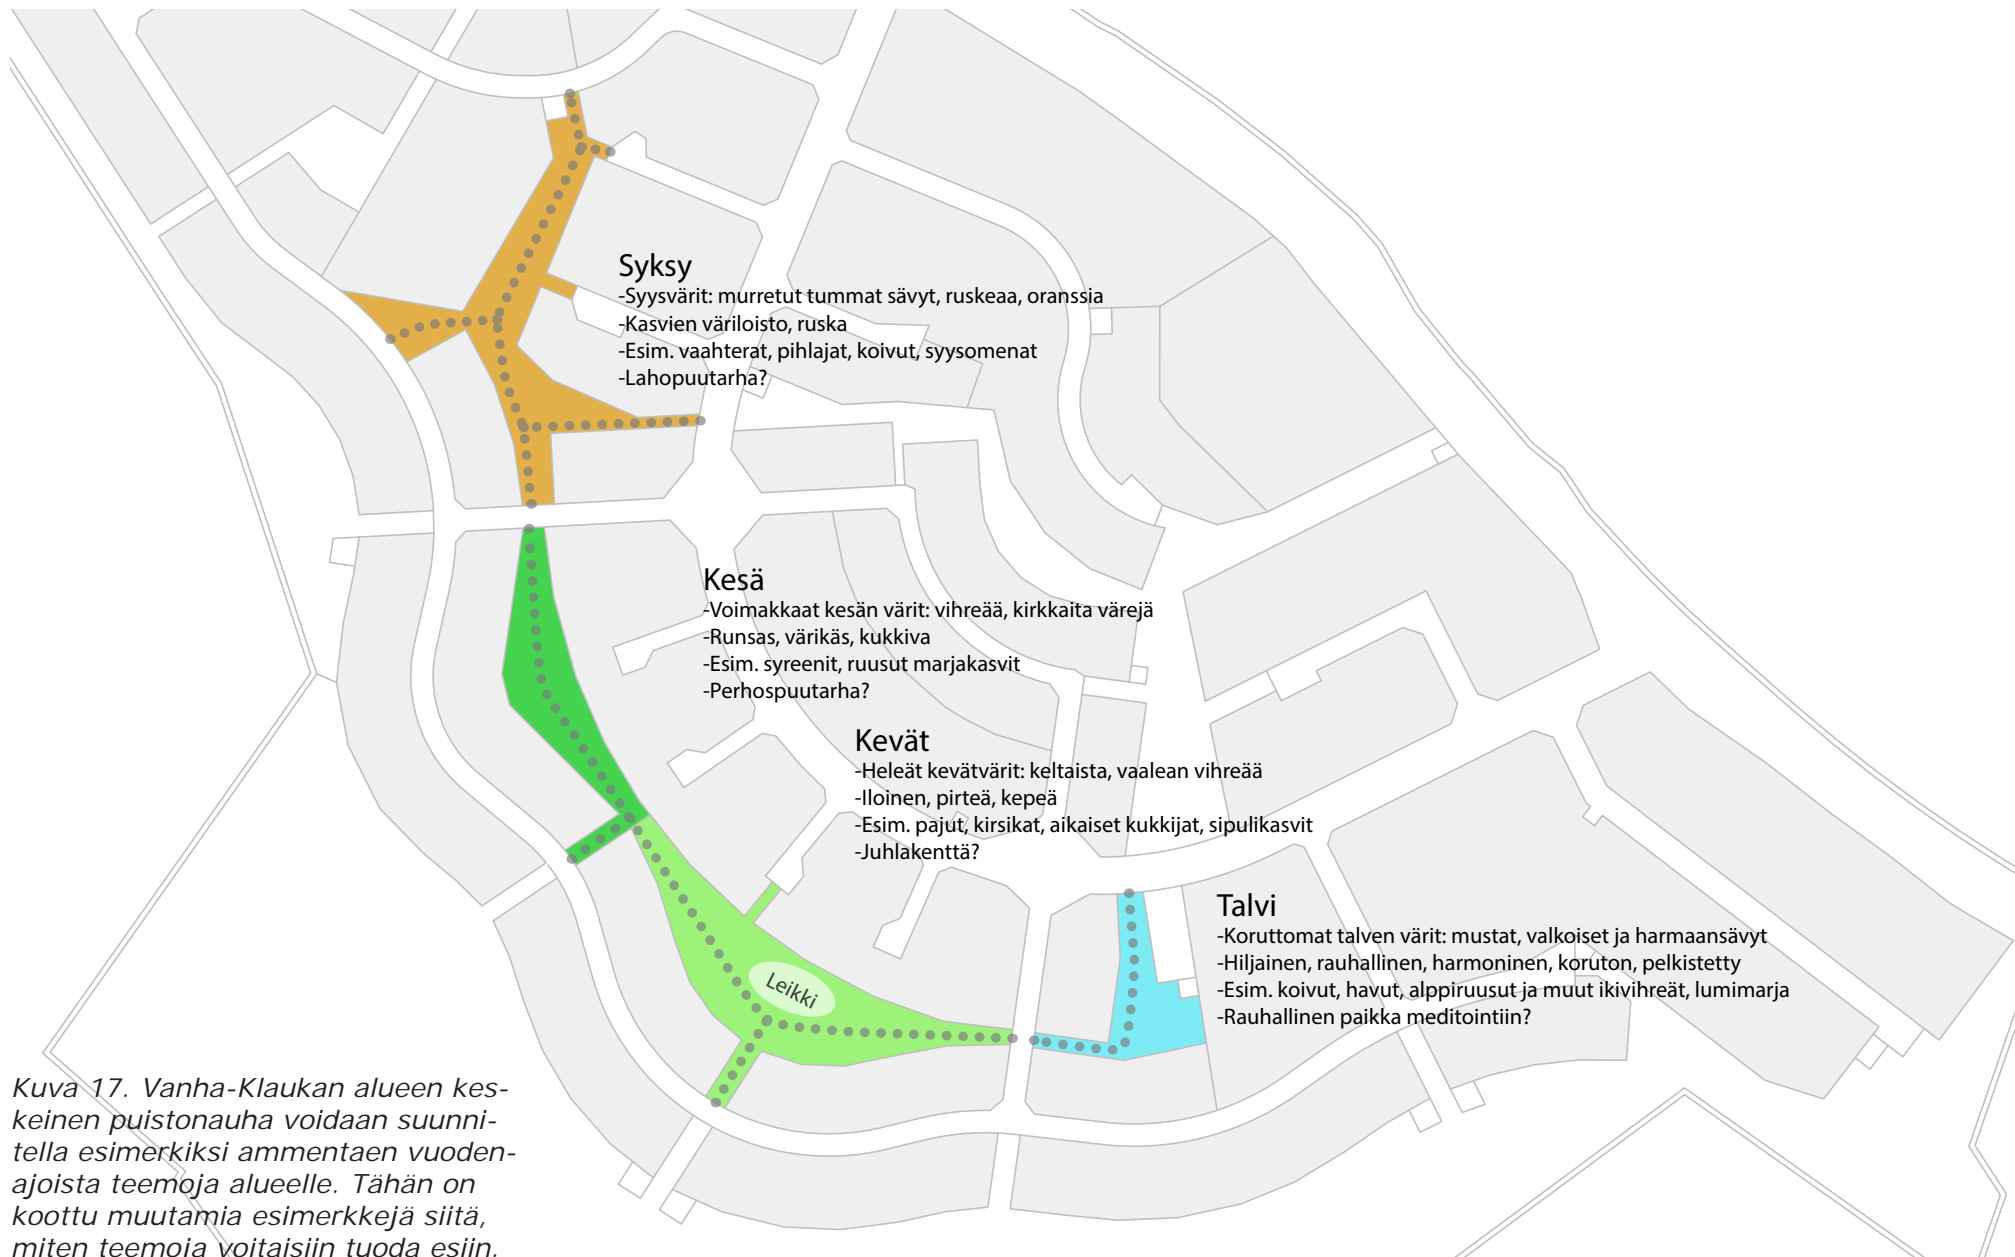 Syksy
-Syysvärit: murretut tummat sävyt, ruskeaa, oranssia
-Kasvien väriloisto, ruska
-Esim. vaahterat, pihlajat, koivut, syysomenat
-Lahopuutarha?
Kesä
-Voimakkaat kesän värit: vihreää, kirkkaita värejä
-Runsas, värikäs, kukkiva
-Esim. syreenit, ruusut marjakasvit
-Perhospuutarha?
Kevät
-Heleät kevätvärit: keltaista, vaalean vihreää
-Iloinen, pirteä, kepeä
-Esim. pajut, kirsikat, aikaiset kukkijat, sipulikasvit
-Juhlakenttä?
Talvi
-Koruttomat talven värit: mustat, valkoiset ja harmaansävyt
-Hiljainen, rauhallinen, harmoninen, koruton, pelkistetty
-Esim. koivut, havut, alppiruusut ja muut ikivihreät, lumimarja
-Rauhallinen paikka meditointiin?
Leikki
Kuva 17. Vanha-Klaukan alueen kes-
keinen puistonauha voidaan suunni-
tella esimerkiksi ammentaen vuoden-
ajoista teemoja alueelle. Tähän on
koottu muutamia esimerkkejä siitä,
miten teemoja voitaisiin tuoda esiin.